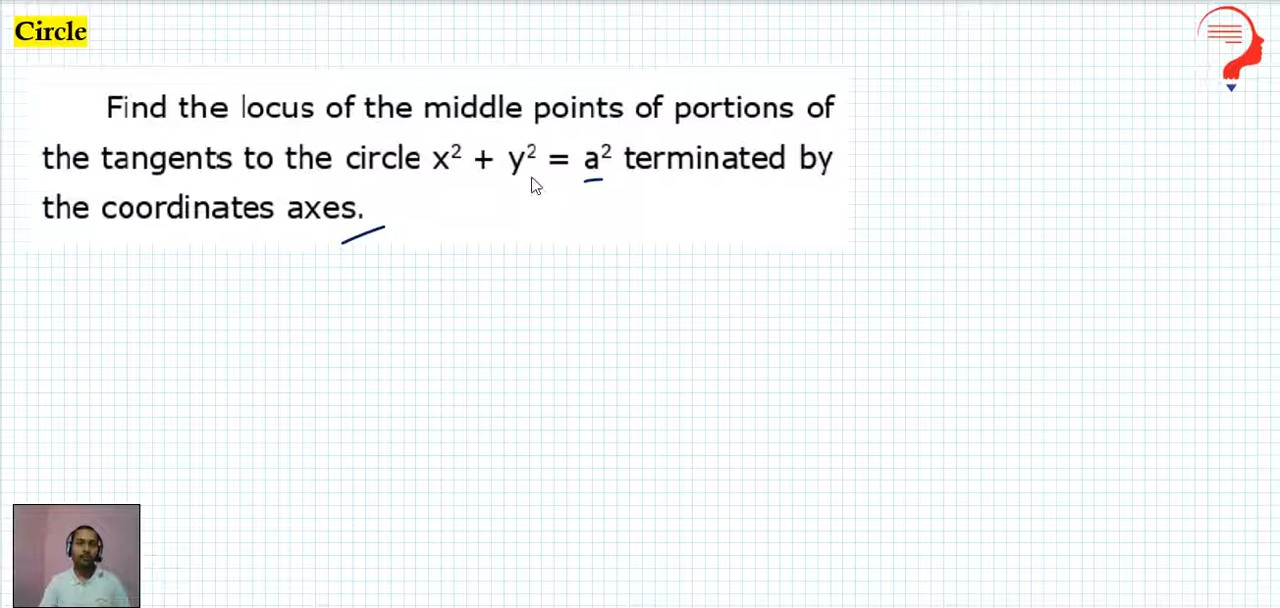 Circle
Find the locus of the middle points of portions of
the tangents to the circle x² + y² = a² terminated by
the coordinates axes.